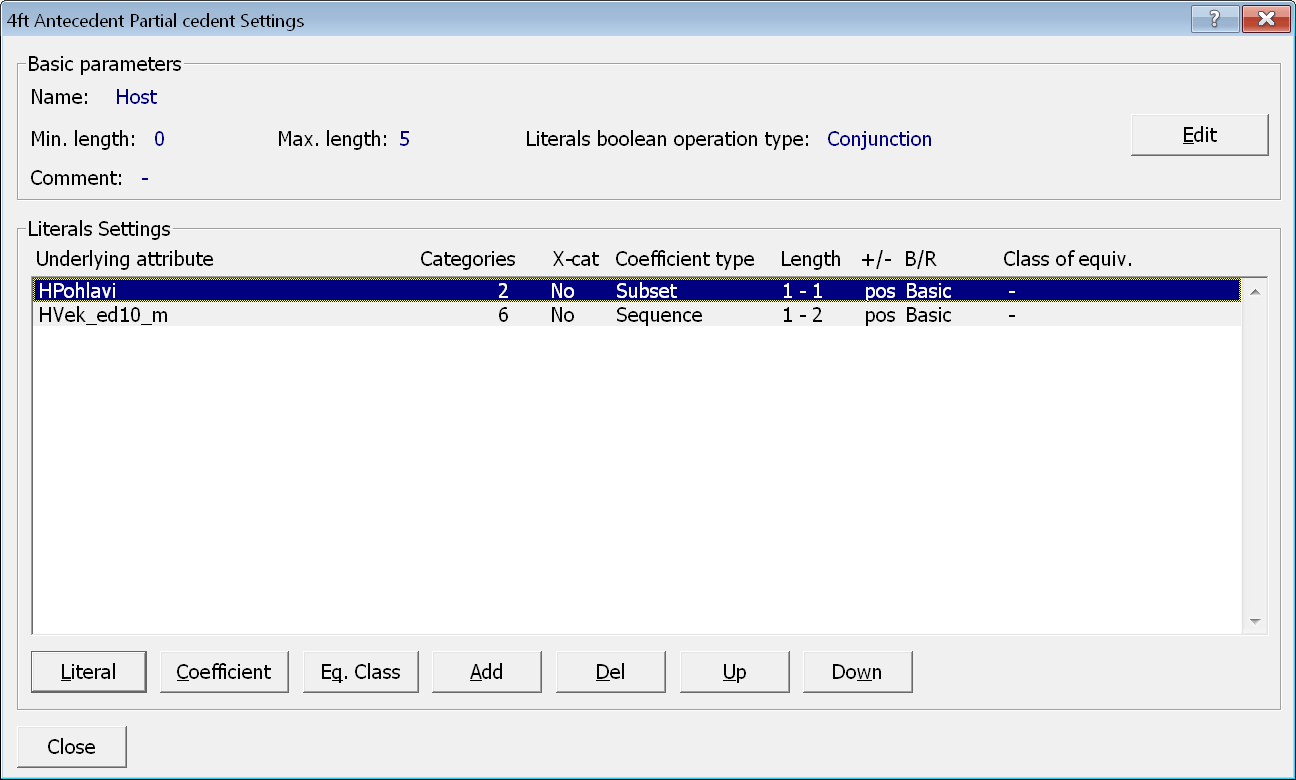 4ft Antecedent Partial cedent Settings ?
Basic parameters
Name: Host
Min. length: 0 Max. length: 5 Literals boolean operation type: Conjunction Edit
Comment: -
Literals Settings
Underlying attribute Categories X-cat Coefficient type Length +/- B/R Class of equiv.
HPohlavi 2 No Subset 1 - 1 pos Basic -
HVek_ed10_m 6 No Sequence 1 - 2 pos Basic -
Literal Coefficient Eq. Class Add Del Up Down
Close